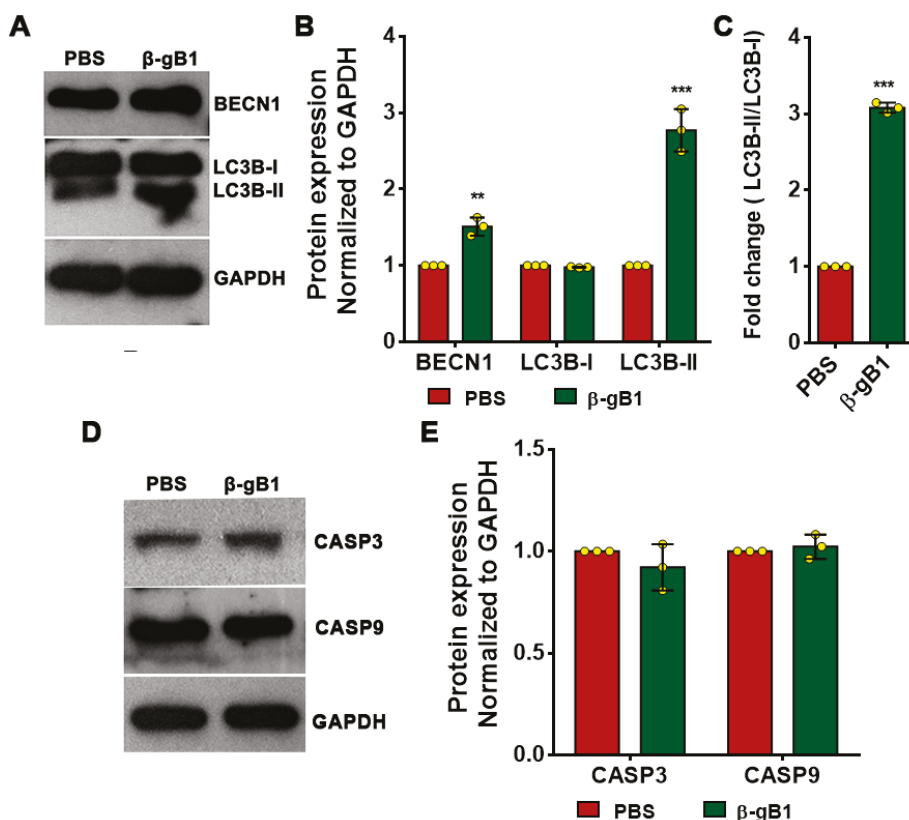 A
PBS β-gB1
BECN1
LC3B-I
LC3B-II
GAPDH
B
Protein expression
Normalized to GAPDH
4
3
2
1
0
** ***
BECN1 LC3B-I LC3B-II
PBS β-gB1
C
Fold change ( LC3B-II/LC3B-I)
4
3
2
1
0
***
PBS
β-gB1
D
PBS β-gB1
CASP3
CASP9
GAPDH
E
Protein expression
Normalized to GAPDH
1.5
1.0
0.5
0.0
CASP3 CASP9
PBS β-gB1